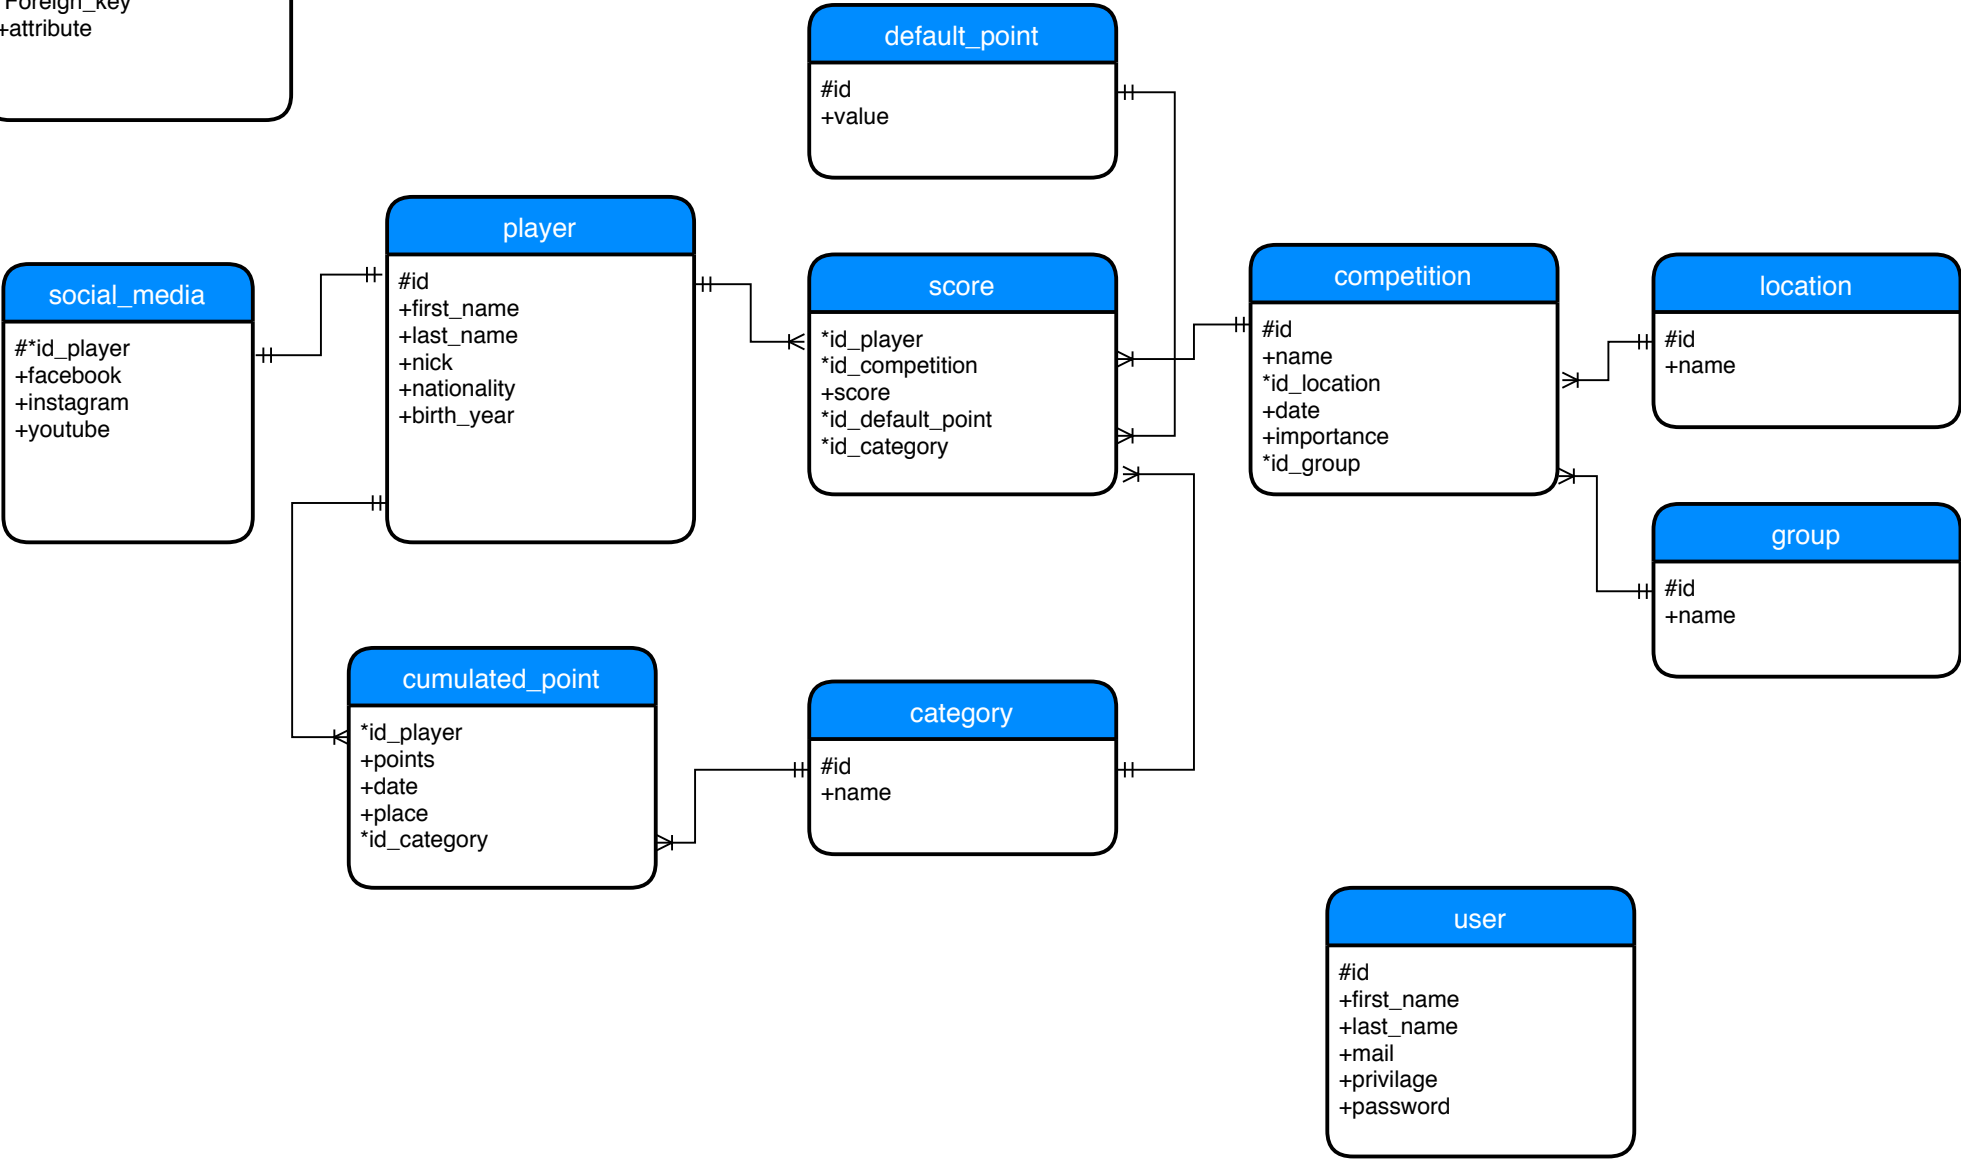 Foreign_key
+attribute
default_point
#id
+value
player
#id
+first_name
+last_name
+nick
+nationality
+birth_year
social_media
#*id_player
+facebook
+instagram
+youtube
score
*id_player
*id_competition
+score
*id_default_point
*id_category
competition
#id
+name
*id_location
+date
+importance
*id_group
location
#id
+name
group
#id
+name
cumulated_point
*id_player
+points
+date
+place
*id_category
category
#id
+name
user
#id
+first_name
+last_name
+mail
+privilage
+password